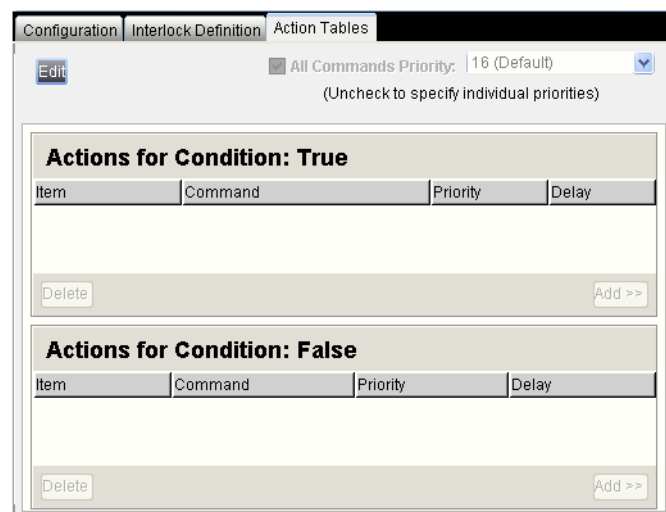 Configuration Interlock Definition Action Tables
Edit All Commands Priority: 16 (Default)
(Uncheck to specify individual priorities)
Actions for Condition: True
Item Command Priority Delay
Delete Add >>
Actions for Condition: False
Item Command Priority Delay
Delete Add >>